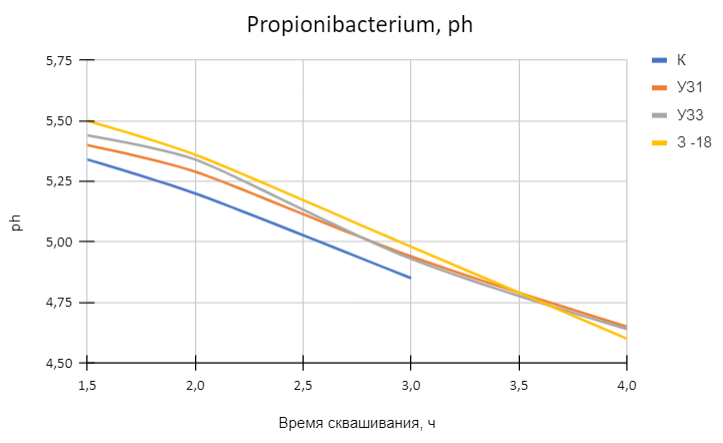 Propionibacterium, ph
5,75
5,50
5,25
5,00
4,75
4,50
ph
1,5 2,0 2,5 3,0 3,5 4,0
Время сквашивания, ч
К
УЗ1
УЗ3
З -18